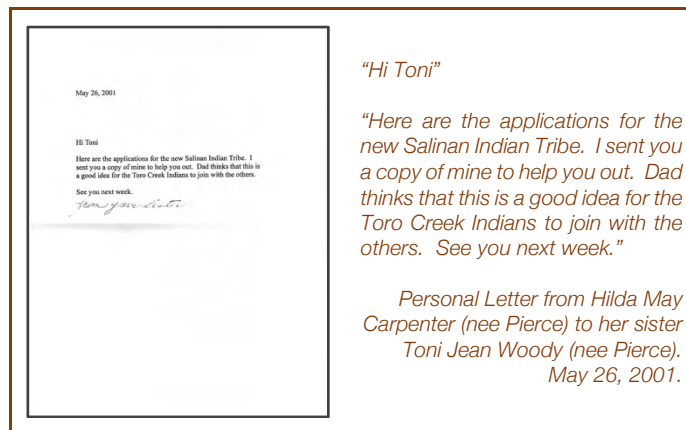 May 26, 2001
Hi Toni
Here are the applications for the new Salinan Indian Tribe. I
sent you a copy of mine to help you out. Dad thinks that this is
a good idea for the Toro Creek Indians to join with the others.
See you next week.
your Sister
“Hi Toni”
“Here are the applications for the
new Salinan Indian Tribe. I sent you
a copy of mine to help you out. Dad
thinks that this is a good idea for the
Toro Creek Indians to join with the
others. See you next week.”
Personal Letter from Hilda May
Carpenter (nee Pierce) to her sister
Toni Jean Woody (nee Pierce).
May 26, 2001.